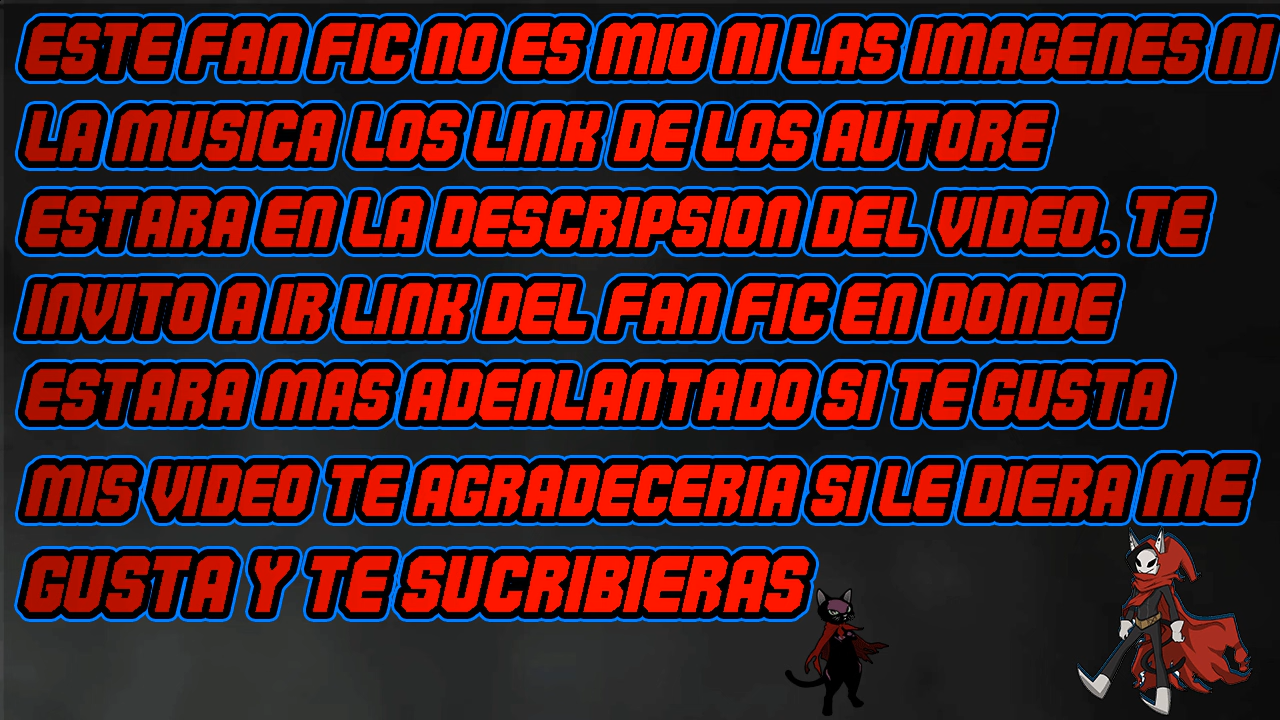 ESTE FAN FIC NO ES MIO NI LAS IMAGENES NI
LA MUSICA LOS LINK DE LOS AUTORE
ESTARA EN LA DESCRIPSION DEL VIDEO. TE
INVITO A IR LINK DEL FAN FIC EN DONDE
ESTARA MAS ADENLANTADO SI TE GUSTA
MIS VIDEO TE AGRADECERIA SI LE DIERA ME
GUSTA Y TE SUCRIBIERAS